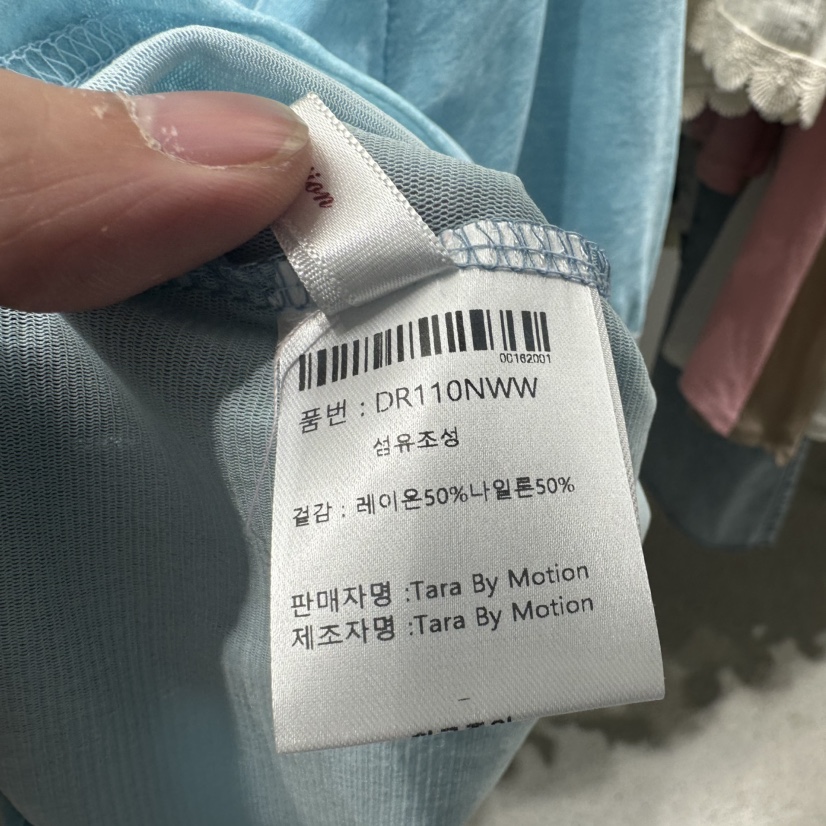 00162001
품번 : DR110NWW
섬유조성
겉감 : 레이온50%나일론50%
판매자명 :Tara By Motion
제조자명 :Tara By Motion